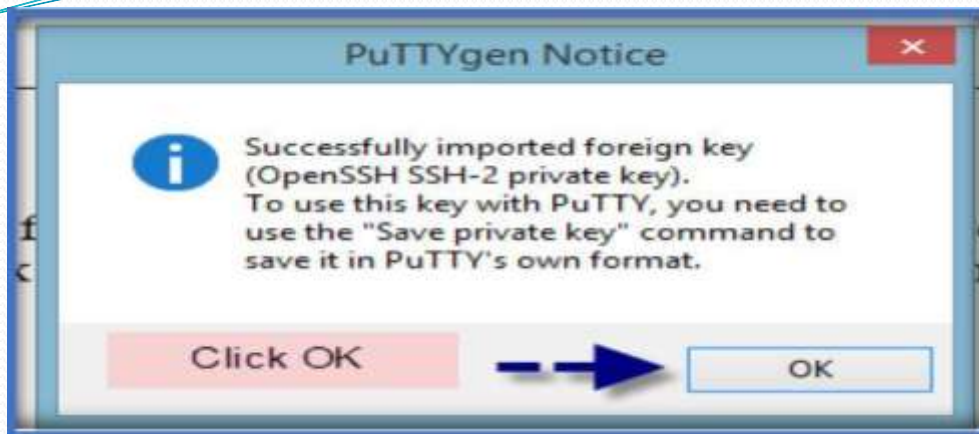 PuTTYgen Notice
Successfully imported foreign key
(OpenSSH SSH-2 private key).
To use this key with PuTTY, you need to
use the "Save private key" command to
save it in PuTTY's own format.
Click OK
OK